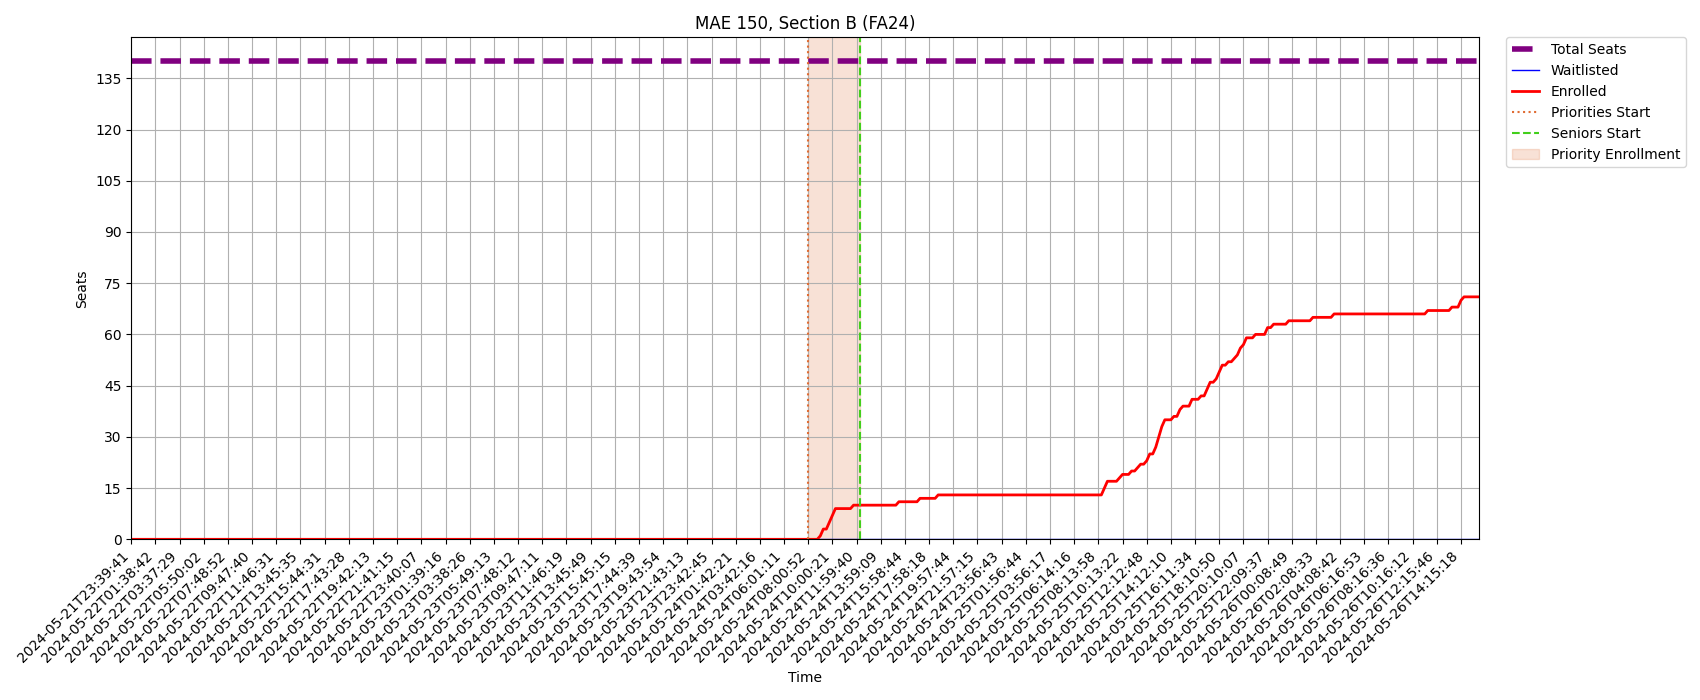 MAE 150, Section B (FA24)
Total Seats
Waitlisted
Enrolled
Priorities Start
Seniors Start
Priority Enrollment
Seats
135
120
105
90
75
60
45
30
15
0
2024-05-21T23:39:41
2024-05-22T01:38:42
2024-05-22T03:37:29
2024-05-22T05:50:02
2024-05-22T07:48:52
2024-05-22T09:47:40
2024-05-22T11:46:31
2024-05-22T13:45:35
2024-05-22T15:44:31
2024-05-22T17:43:28
2024-05-22T19:42:13
2024-05-22T21:41:15
2024-05-22T23:40:07
2024-05-23T01:39:16
2024-05-23T03:38:26
2024-05-23T05:49:13
2024-05-23T07:48:12
2024-05-23T09:47:11
2024-05-23T11:46:19
2024-05-23T13:45:49
2024-05-23T15:45:15
2024-05-23T17:44:39
2024-05-23T19:43:54
2024-05-23T21:43:13
2024-05-23T23:42:45
2024-05-24T01:42:21
2024-05-24T03:42:16
2024-05-24T06:01:11
2024-05-24T08:00:52
2024-05-24T10:00:21
2024-05-24T11:59:40
2024-05-24T13:59:09
2024-05-24T15:58:44
2024-05-24T17:58:18
2024-05-24T19:57:44
2024-05-24T21:57:15
2024-05-24T23:56:43
2024-05-25T01:56:44
2024-05-25T03:56:17
2024-05-25T06:14:16
2024-05-25T08:13:58
2024-05-25T10:13:22
2024-05-25T12:12:48
2024-05-25T14:12:10
2024-05-25T16:11:34
2024-05-25T18:10:50
2024-05-25T20:10:07
2024-05-25T22:09:37
2024-05-26T00:08:49
2024-05-26T02:08:33
2024-05-26T04:08:42
2024-05-26T06:16:53
2024-05-26T08:16:36
2024-05-26T10:16:12
2024-05-26T12:15:46
2024-05-26T14:15:18
Time